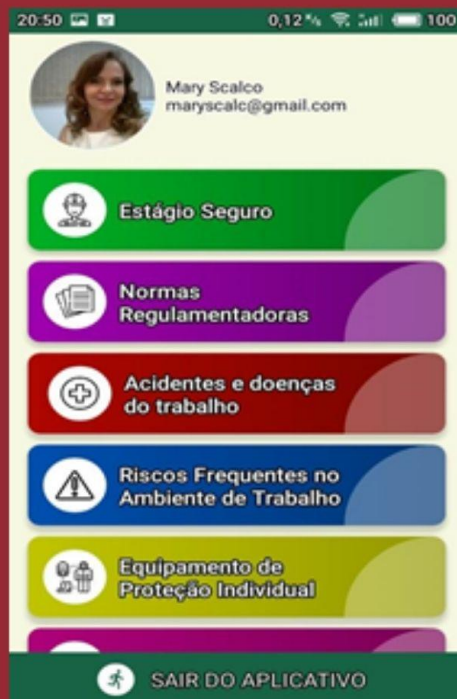 20:50 0,12 K/s 100
Mary Scalco
maryscalc@gmail.com
Estágio Seguro
Normas
Regulamentadoras
Acidentes e doenças
do trabalho
Riscos Frequentes no
Ambiente de Trabalho
Equipamento de
Proteção Individual
SAIR DO APLICATIVO